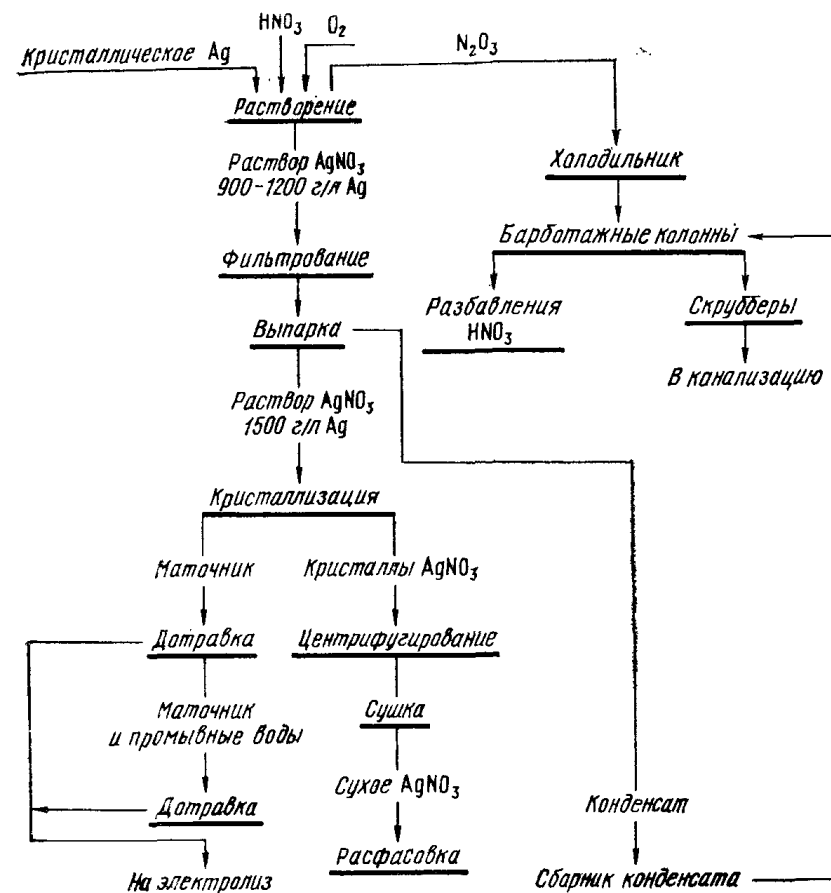 HNO₃
O₂
N₂O₃
Кристаллическое Ag
Растворение
Холодильник
Раствор AgNO₃
900-1200 г/л Ag
Барботажные колонны
Фильтрование
Разбавления
HNO₃
Скрубберы
Выпарка
В канализацию
Раствор AgNO₃
1500 г/л Ag
Кристаллизация
Маточник
Кристаллы AgNO₃
Дотравка
Центрифугирование
Маточник
и промывные воды
Сушка
Сухое AgNO₃
Дотравка
Конденсат
Расфасовка
На электролиз
Сборник конденсата